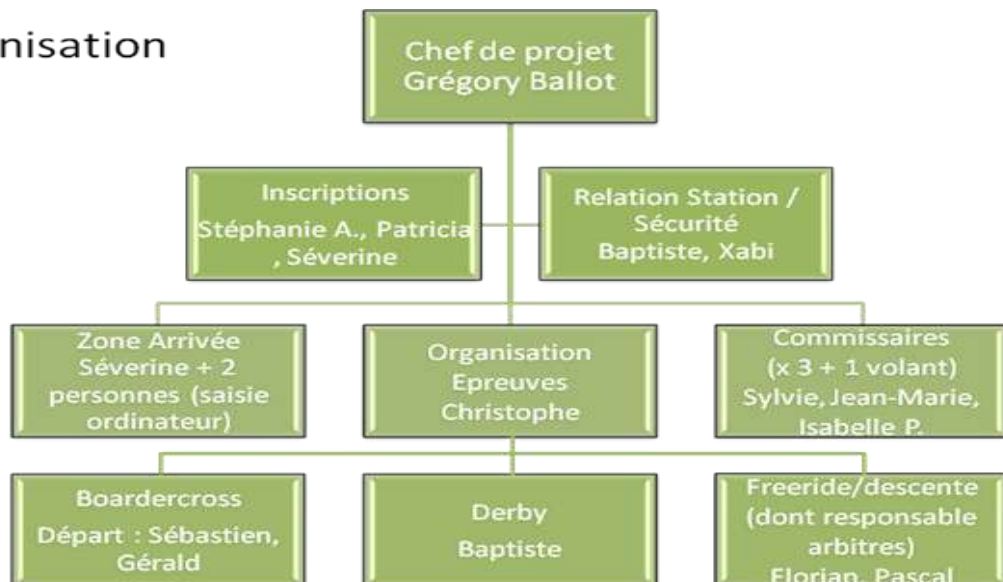 nisation
Chef de projet
Grégory Ballot
Inscriptions
Stéphanie A., Patricia
, Séverine
Relation Station /
Sécurité
Baptiste, Xabi
Zone Arrivée
Séverine + 2
personnes (saisie
ordinateur)
Organisation
Epreuves
Christophe
Commissaires
(x 3 + 1 volant)
Sylvie, Jean-Marie,
Isabelle P.
Boardercross
Départ : Sébastien,
Gérald
Derby
Baptiste
Freeride/descente
(dont responsable
arbitres)
Florian, Pascal